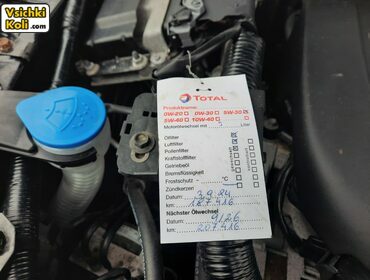 Vsichki
Koli.com
TOTAL
Produktname:
0W-20 0W-30 5W-30
5W-40 10W-40
Motorölwechsel mit Liter
Ölfilter
Luftfilter
Pollenfilter
Kraftstofffilter
Getriebeöl
Bremsflüssigkeit
Frostschutz - °C
Zündkerzen
Datum: 3.9.24
km: 187.416
Nächster Ölwechsel
Datum: 9/26
km: 207.416